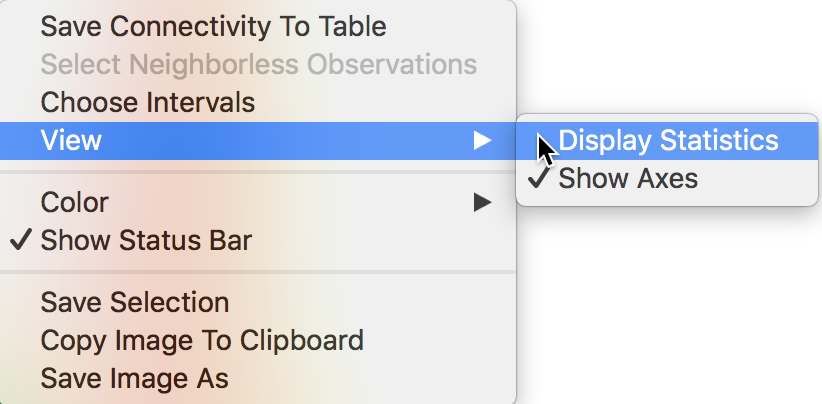 Save Connectivity To Table
Select Neighborless Observations
Choose Intervals
View
Display Statistics
Show Axes
Color
Show Status Bar
Save Selection
Copy Image To Clipboard
Save Image As